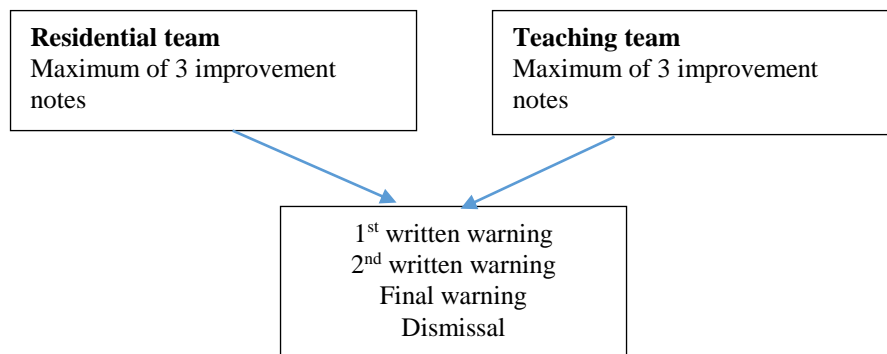 Residential team
Maximum of 3 improvement
notes
Teaching team
Maximum of 3 improvement
notes
1st written warning
2nd written warning
Final warning
Dismissal